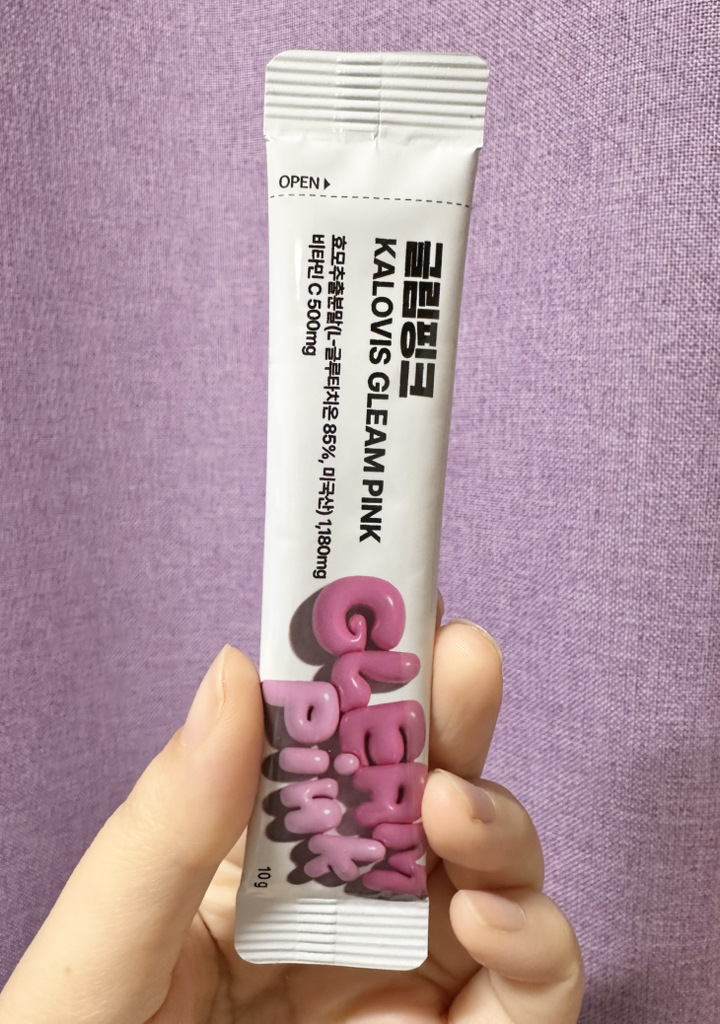 OPEN
글림핑크
KALOVIS GLEAM PINK
효모추출분말(L-글루타치온 85%, 미국산) 1,180mg
비타민 C 500mg
GLEAM
Pink
10 g